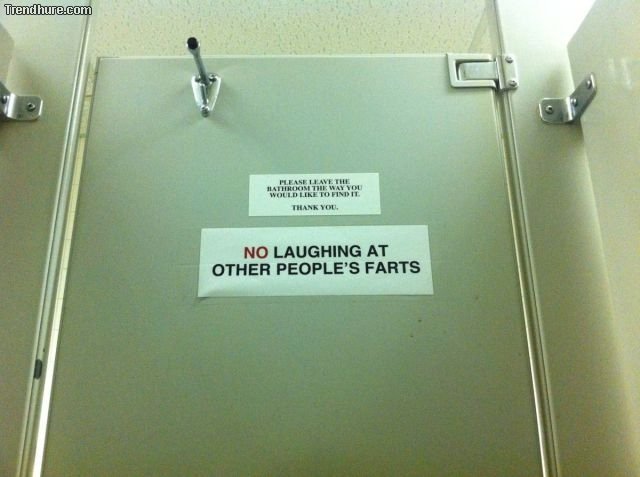 Trendhure.com
PLEASE LEAVE THE
BATHROOM THE WAY YOU
WOULD LIKE TO FIND IT.
THANK YOU.
NO LAUGHING AT
OTHER PEOPLE'S FARTS